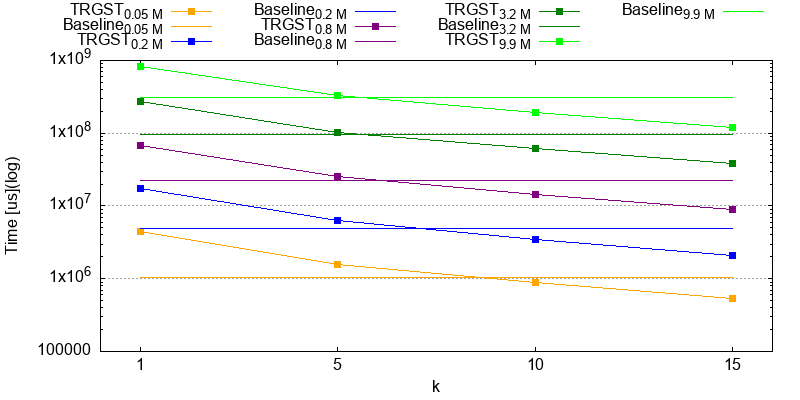 TRGST0.05 M Baseline0.2 M TRGST3.2 M Baseline9.9 M
Baseline0.05 M TRGST0.8 M Baseline3.2 M
TRGST0.2 M Baseline0.8 M TRGST9.9 M
1x10^9
1x10^8
1x10^7
1x10^6
100000
Time [us](log)
1 5 10 15
k